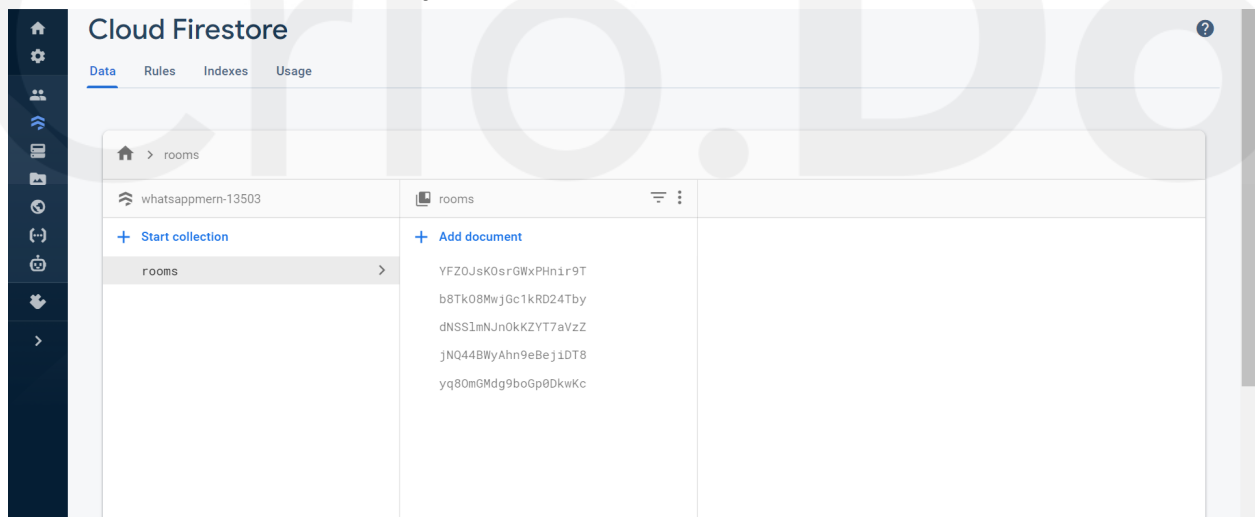 Cloud Firestore
Data Rules Indexes Usage
> rooms
whatsappmern-13503
rooms
+ Start collection
+ Add document
rooms
YFZOJsKOsrGWxPHnir9T
b8TkO8MwjGc1kRD24Tby
dNSSlmNJnOkKZYT7aVzZ
jNQ44BWyAhn9eBejiDT8
yq8OmGMdg9boGp0DkwKc